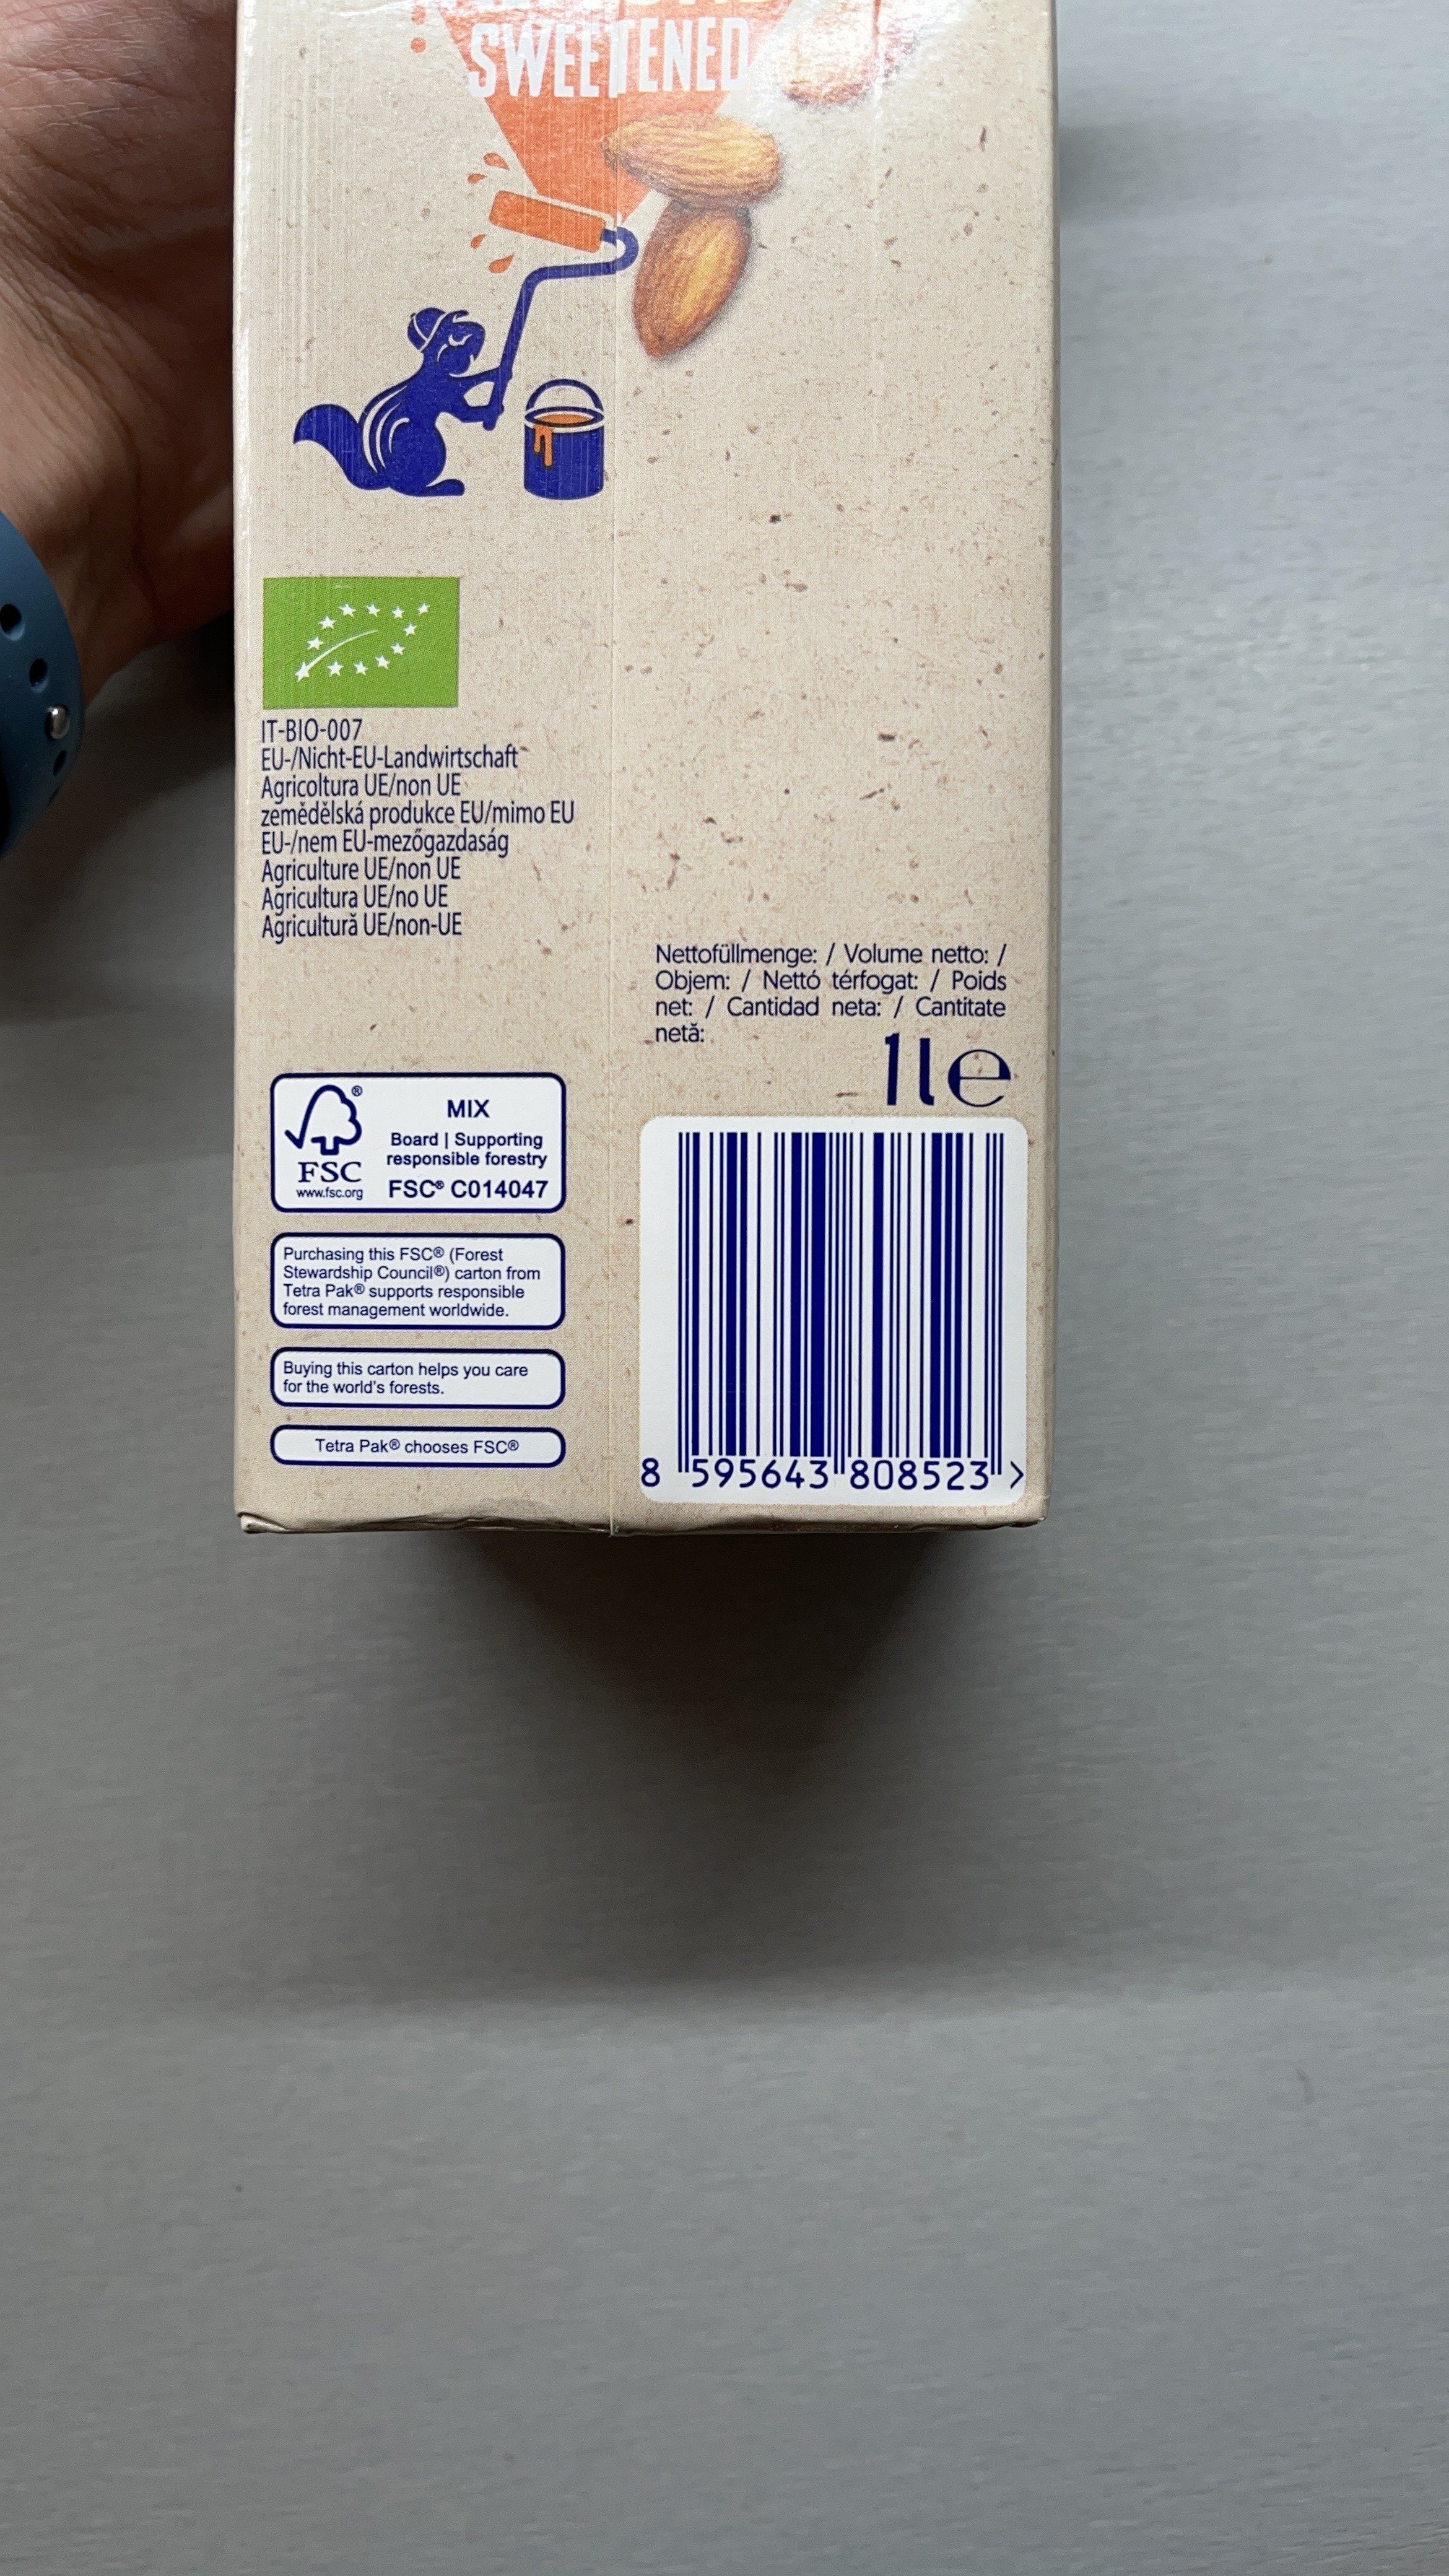 SWEETENED
IT-BIO-007
EU-/Nicht-EU-Landwirtschaft
Agricoltura UE/non UE
zemědělská produkce EU/mimo EU
EU-/nem EU-mezőgazdaság
Agriculture UE/non UE
Agricultura UE/no UE
Agricultură UE/non-UE
Nettofüllmenge: / Volume netto: /
Objem: / Nettó térfogat: / Poids
net: / Cantidad neta: / Cantitate
netă:
1l℮
FSC®
www.fsc.org
MIX
Board | Supporting
responsible forestry
FSC® C014047
Purchasing this FSC® (Forest
Stewardship Council®) carton from
Tetra Pak® supports responsible
forest management worldwide.
Buying this carton helps you care
for the world's forests.
Tetra Pak® chooses FSC®
8 595643 808523 >